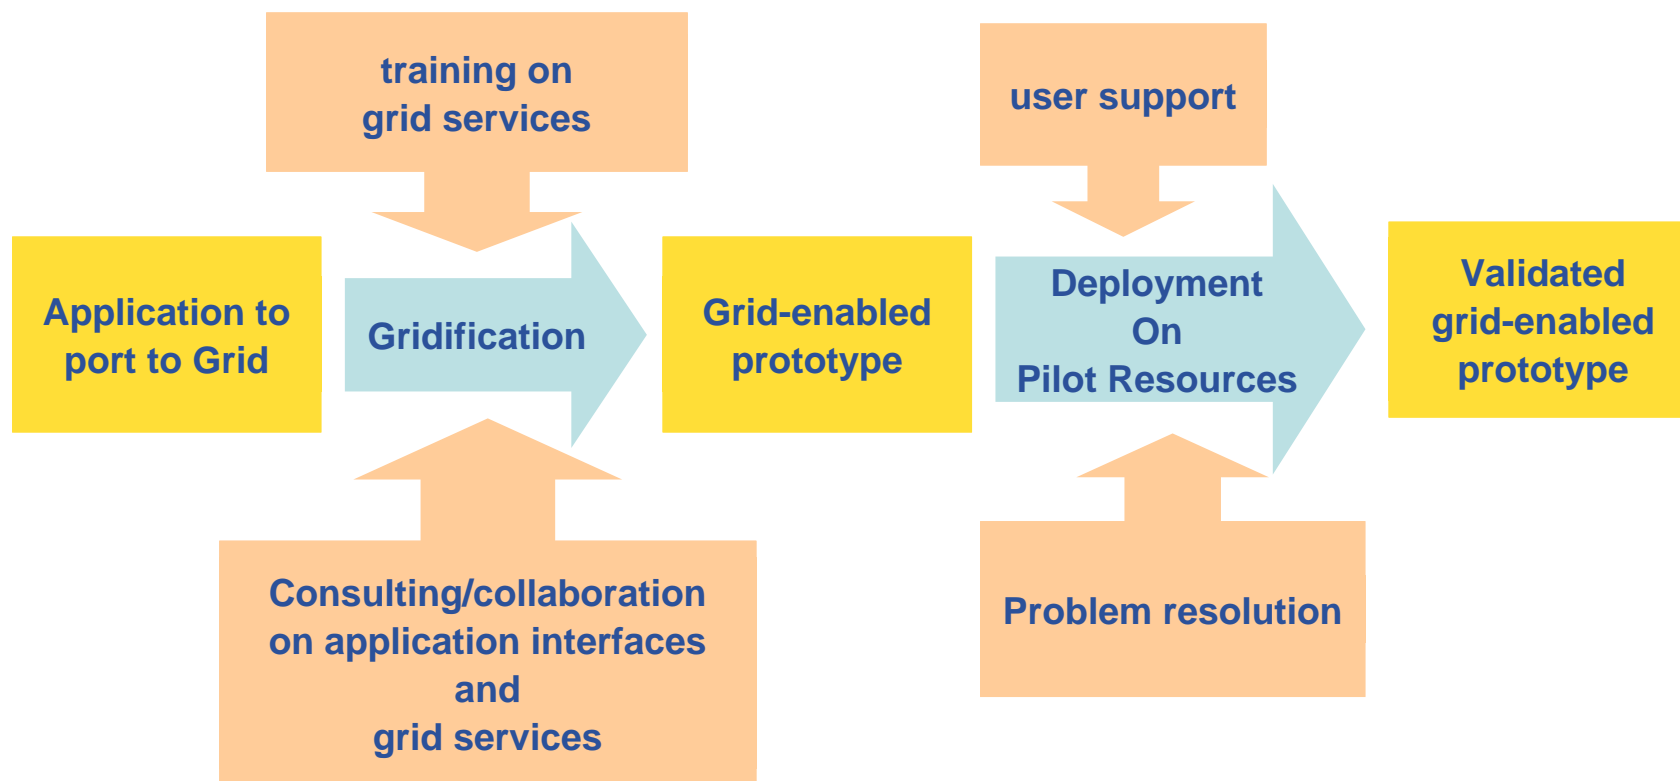 training on
grid services
user support
Application to
port to Grid
Gridification
Grid-enabled
prototype
Deployment
On
Pilot Resources
Validated
grid-enabled
prototype
Consulting/collaboration
on application interfaces
and
grid services
Problem resolution